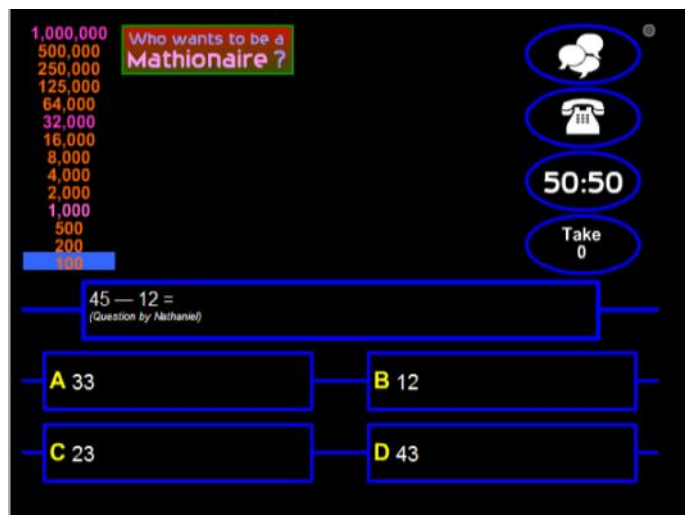 1,000,000
500,000
250,000
125,000
64,000
32,000
16,000
8,000
4,000
2,000
1,000
500
200
100
Who wants to be a
Mathionaire ?
50:50
Take
0
45 — 12 =
(Question by Nathaniel)
A 33
B 12
C 23
D 43